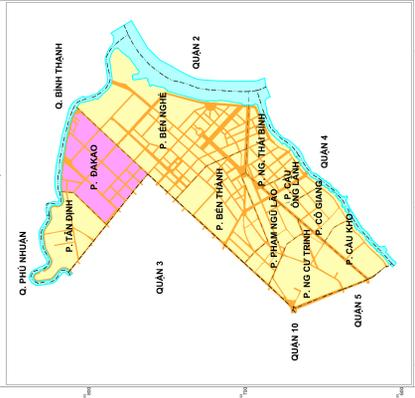 Q. BÌNH THẠNH
QUẬN 2
Q. PHÚ NHUẬN
P. TÂN ĐỊNH
P. ĐAKAO
P. BẾN NGHÉ
QUẬN 3
P. BẾN THÀNH
P. NG. THÁI BÌNH
P. PHẠM NGŨ LÃO
P. CẦU
ÔNG LÃNH
QUẬN 4
P. CÔ GIANG
P. NG CƯ TRINH
P. CẦU KHO
QUẬN 10
QUẬN 5